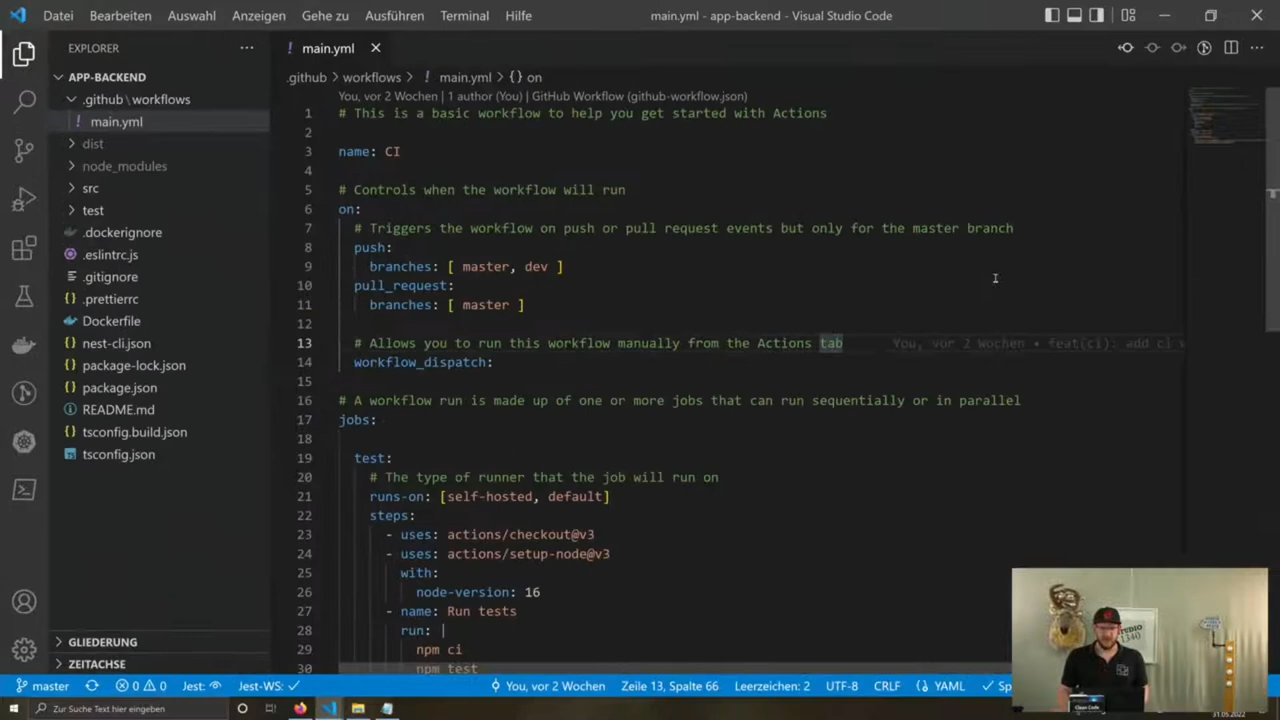 Datei Bearbeiten Auswahl Anzeigen Gehe zu Ausführen Terminal Hilfe
main.yml - app-backend - Visual Studio Code
EXPLORER
APP-BACKEND
.github\workflows
main.yml
dist
node_modules
src
test
.dockerignore
.eslintrc.js
.gitignore
.prettierrc
Dockerfile
nest-cli.json
package-lock.json
package.json
README.md
tsconfig.build.json
tsconfig.json
GLIEDERUNG
ZEITACHSE
main.yml
.github > workflows > main.yml > {} on
You, vor 2 Wochen | 1 author (You) | GitHub Workflow (github-workflow.json)
1 # This is a basic workflow to help you get started with Actions
2
3 name: CI
4
5 # Controls when the workflow will run
6 on:
7 # Triggers the workflow on push or pull request events but only for the master branch
8 push:
9 branches: [ master, dev ]
10 pull_request:
11 branches: [ master ]
12
13 # Allows you to run this workflow manually from the Actions tab You, vor 2 Wochen • feat(ci): add ci
14 workflow_dispatch:
15
16 # A workflow run is made up of one or more jobs that can run sequentially or in parallel
17 jobs:
18
19 test:
20 # The type of runner that the job will run on
21 runs-on: [self-hosted, default]
22 steps:
23 - uses: actions/checkout@v3
24 - uses: actions/setup-node@v3
25 with:
26 node-version: 16
27 - name: Run tests
28 run: |
29 npm ci
30 npm test
STUDIO
1340
Clean Code
master 0 0 Jest: Jest-WS: You, vor 2 Wochen Zeile 13, Spalte 66 Leerzeichen: 2 UTF-8 CRLF {} YAML
Zur Suche Text hier eingeben
31.05.2022